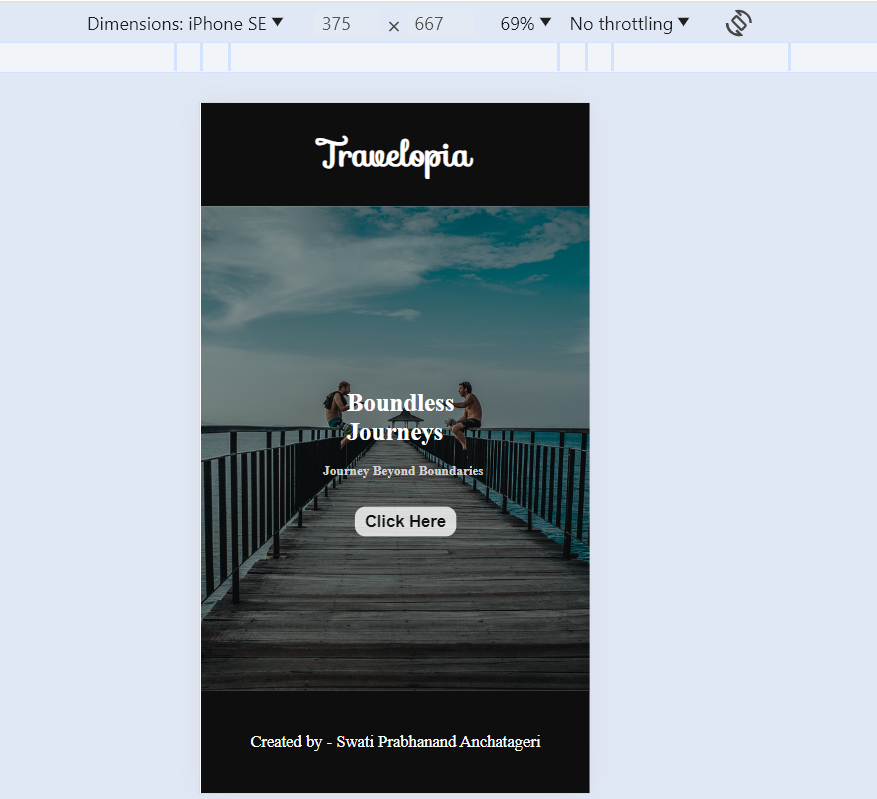 Dimensions: iPhone SE 375 × 667 69% No throttling
Travelopia
Boundless
Journeys
Journey Beyond Boundaries
Click Here
Created by - Swati Prabhanand Anchatageri